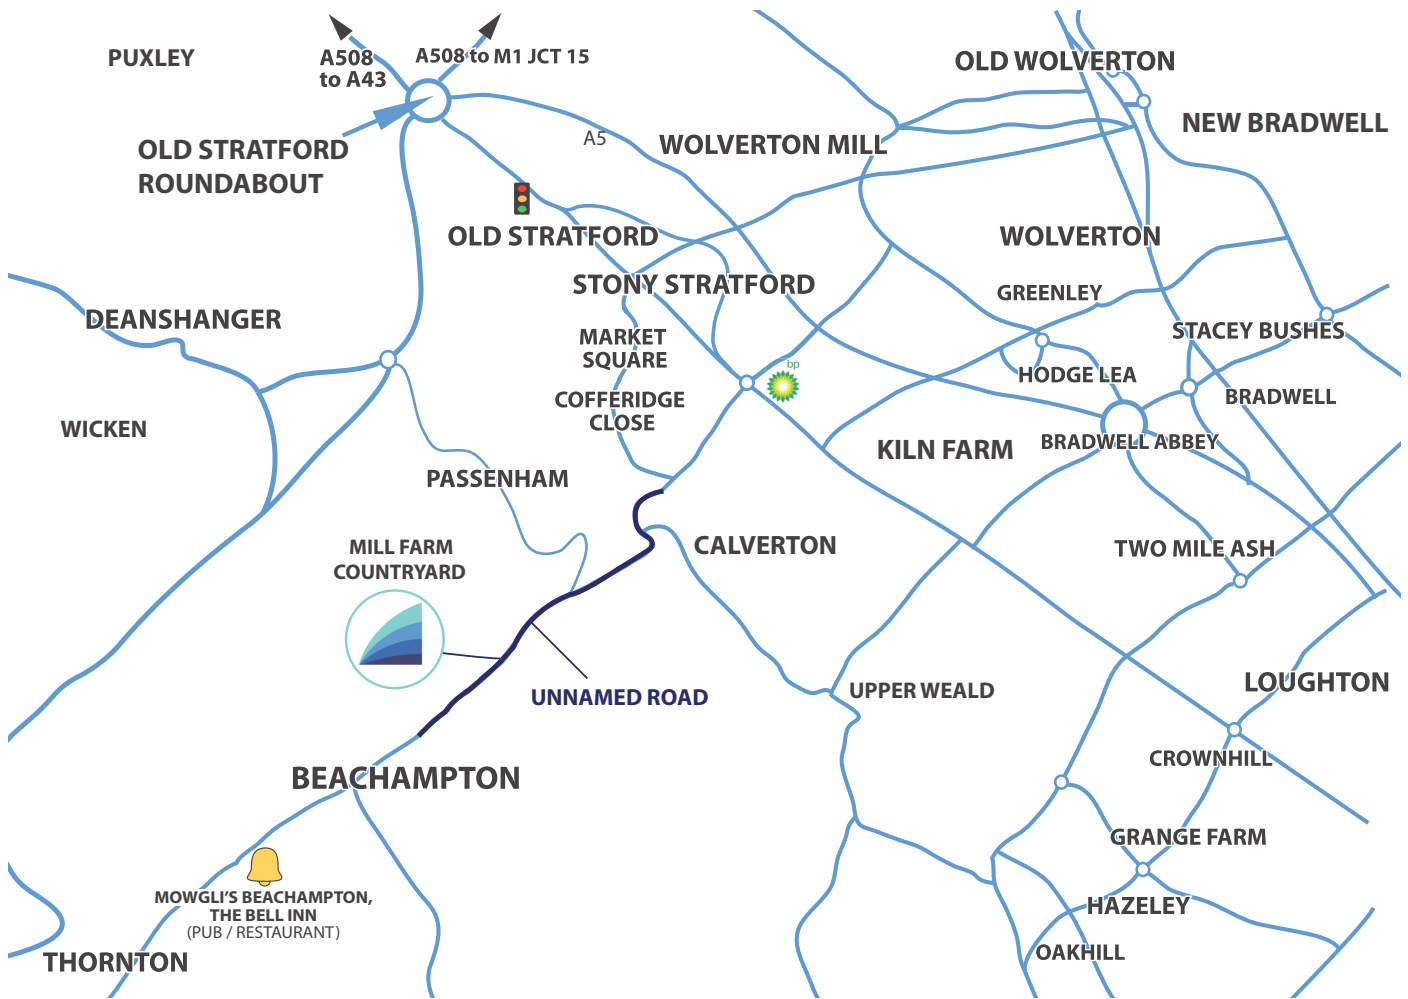 PUXLEY
A508
to A43
A508 to M1 JCT 15
OLD WOLVERTON
NEW BRADWELL
A5
WOLVERTON MILL
OLD STRATFORD
ROUNDABOUT
OLD STRATFORD
WOLVERTON
STONY STRATFORD
GREENLEY
DEANSHANGER
MARKET
SQUARE
STACEY BUSHES
bp
HODGE LEA
COFFERIDGE
CLOSE
BRADWELL
WICKEN
KILN FARM
BRADWELL ABBEY
PASSENHAM
MILL FARM
COUNTRYARD
CALVERTON
TWO MILE ASH
UNNAMED ROAD
UPPER WEALD
LOUGHTON
BEACHAMPTON
CROWNHILL
GRANGE FARM
MOWGLI'S BEACHAMPTON,
THE BELL INN
(PUB / RESTAURANT)
HAZELEY
OAKHILL
THORNTON